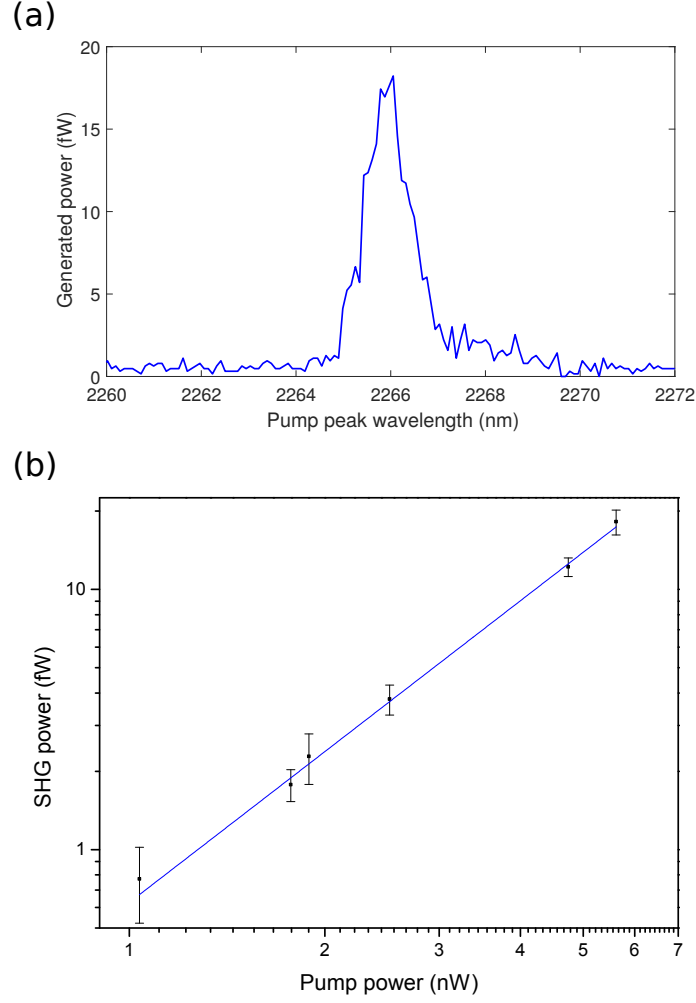 (a)
20
15
10
5
0
Generated power (fW)
2260 2262 2264 2266 2268 2270 2272
Pump peak wavelength (nm)
(b)
10
1
SHG power (fW)
1 2 3 4 5 6 7
Pump power (nW)